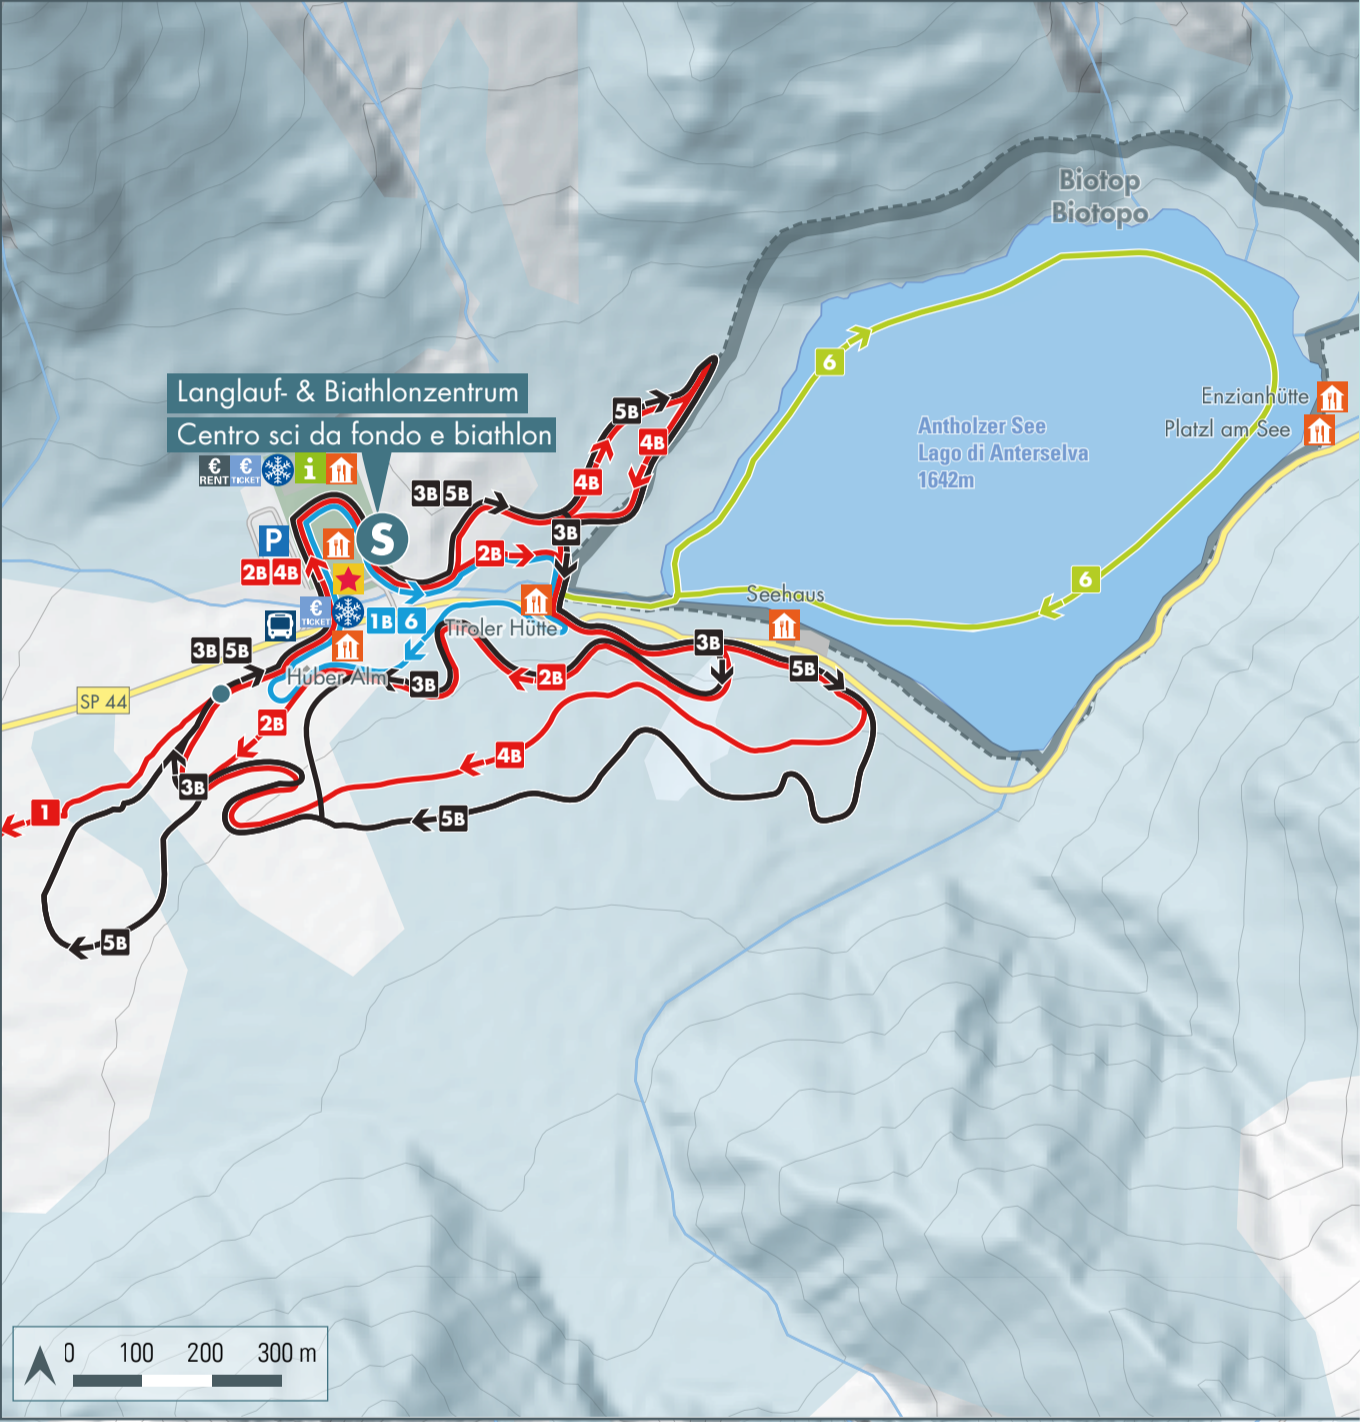 Biotop
Biotopo
6
Langlauf- & Biathlonzentrum
Centro sci da fondo e biathlon
€ RENT
€ TICKET
i
Enzianhütte
Platzl am See
Antholzer See
Lago di Anterselva
1642m
5B
4B
4B
3B 5B
3B
S
P
2B 4B
2B
6
Seehaus
€ TICKET
1B 6
Tiroler Hütte
3B 5B
3B
5B
Huber Alm
3B
2B
SP 44
2B
4B
3B
1
5B
5B
0 100 200 300 m